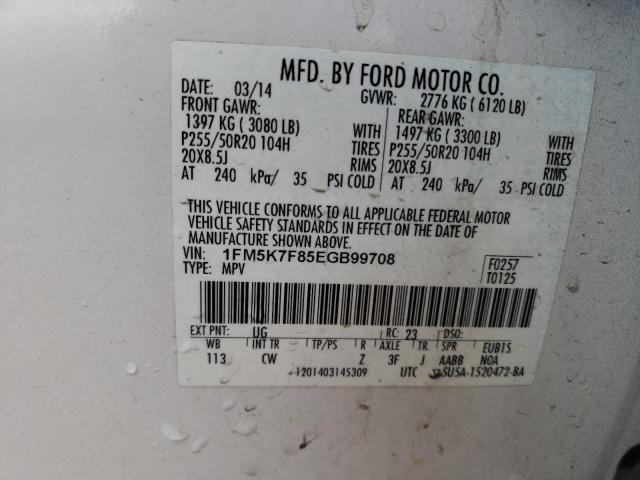 MFD. BY FORD MOTOR CO.
DATE: 03/14 GVWR: 2776 KG ( 6120 LB)
FRONT GAWR: REAR GAWR:
1397 KG ( 3080 LB) WITH 1497 KG ( 3300 LB) WITH
P255/50R20 104H TIRES P255/50R20 104H TIRES
20X8.5J RIMS 20X8.5J RIMS
AT 240 kPa/ 35 PSI COLD AT 240 kPa/ 35 PSI COLD
THIS VEHICLE CONFORMS TO ALL APPLICABLE FEDERAL MOTOR
VEHICLE SAFETY STANDARDS IN EFFECT ON THE DATE OF
MANUFACTURE SHOWN ABOVE.
VIN: 1FM5K7F85EGB99708 F0257
TYPE: MPV T0125
EXT PNT: UG RC: 23 DSO:
WB INT TR TP/PS R AXLE TR SPR EUB15
113 CW Z 3F J AABB NOA
1201403145309 UTC 5U5A-1520472-BA